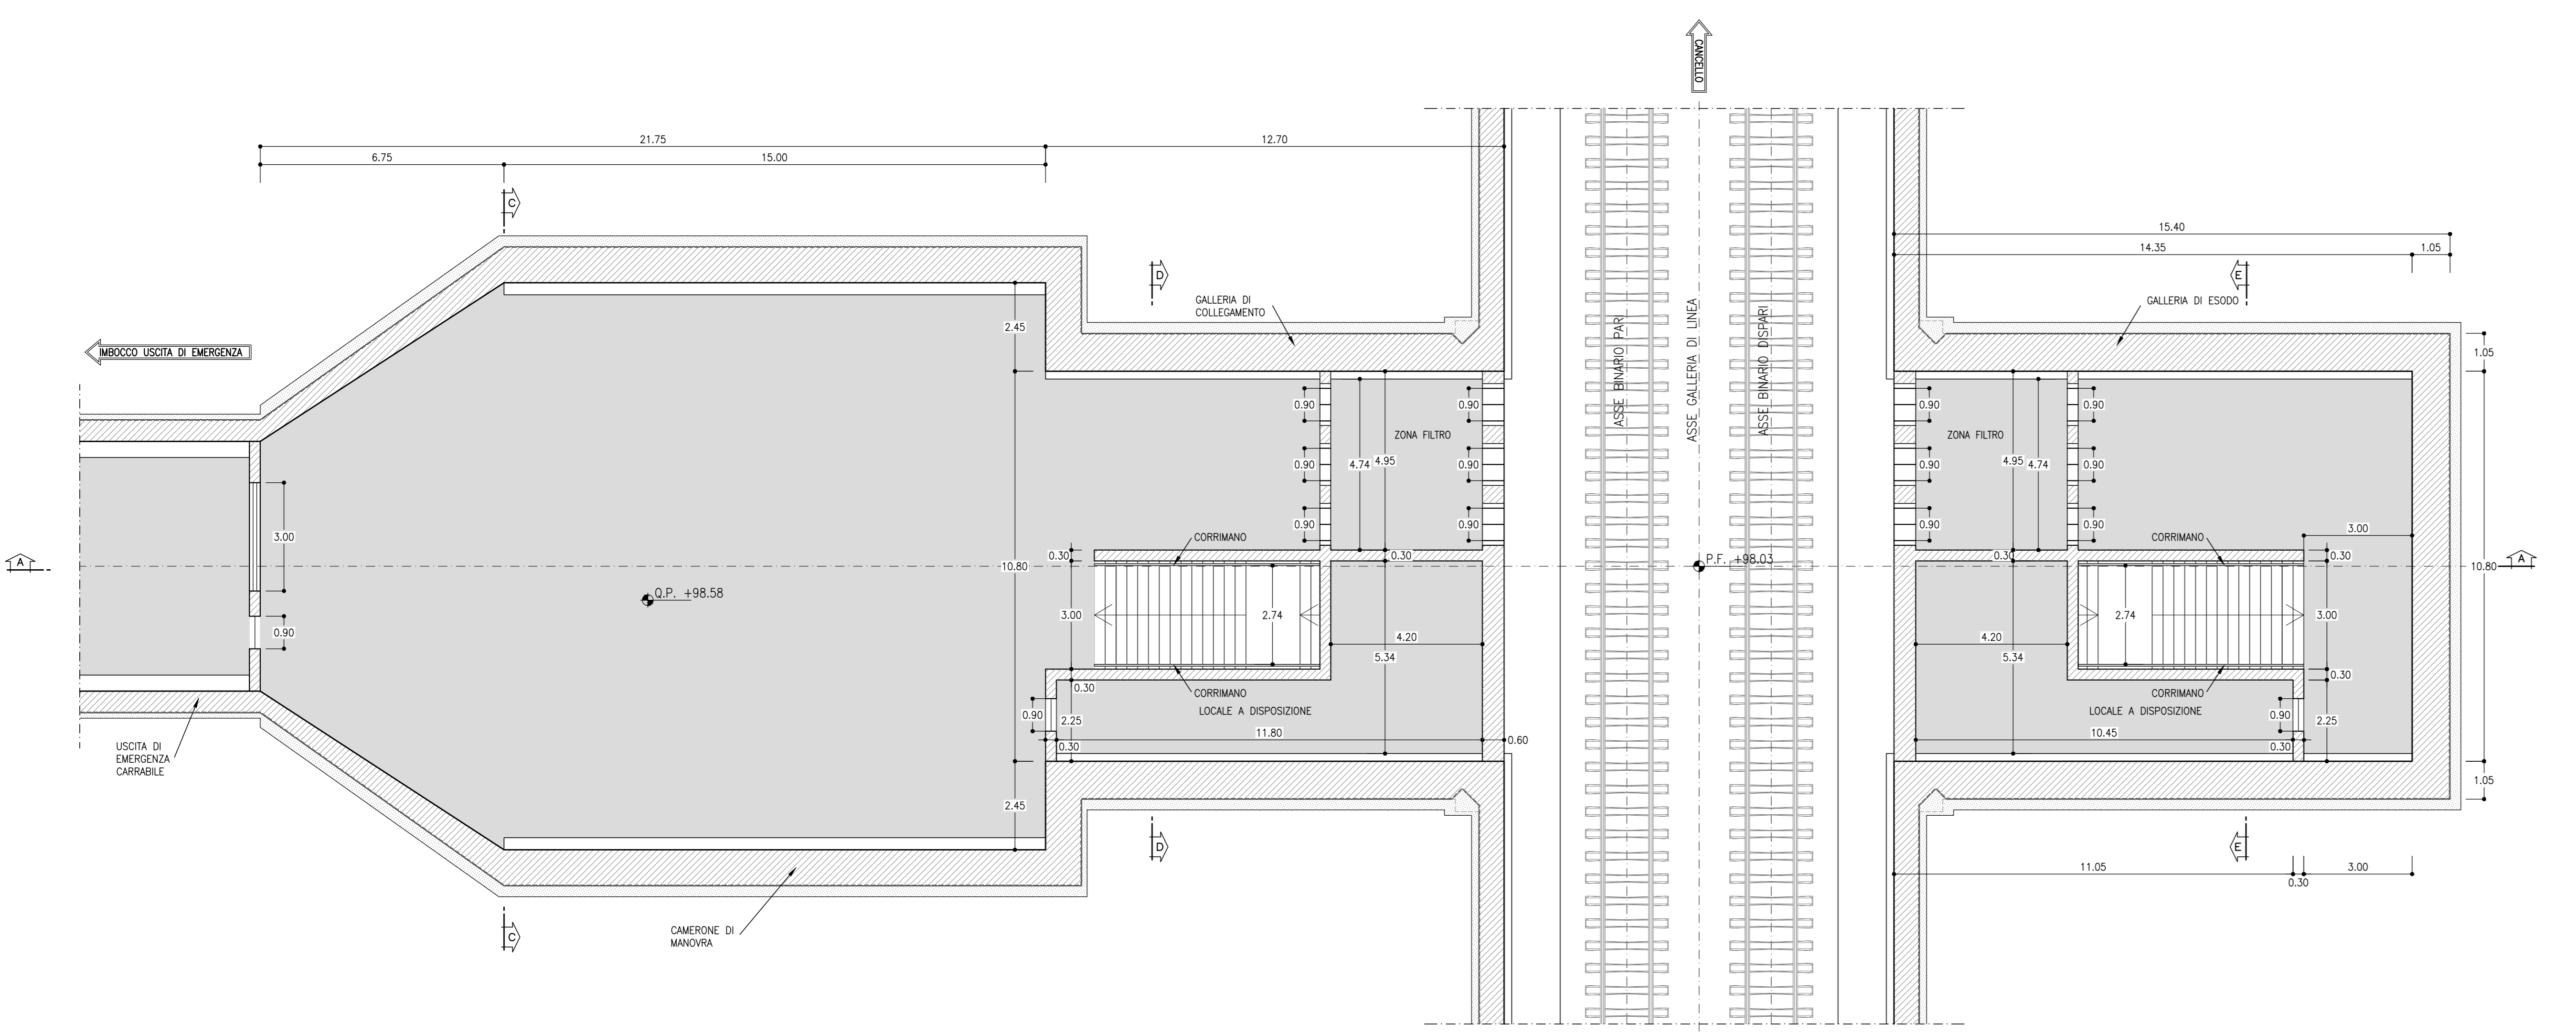 CANCELLO
21.75
12.70
6.75
15.00
C
15.40
14.35
1.05
D
E
GALLERIA DI
COLLEGAMENTO
GALLERIA DI ESODO
2.45
IMBOCCO USCITA DI EMERGENZA
ASSE BINARIO PARI
ASSE GALLERIA DI LINEA
ASSE BINARIO DISPARI
1.05
0.90
0.90
0.90
0.90
ZONA FILTRO
ZONA FILTRO
0.90
4.74
4.95
0.90
0.90
4.95
4.74
0.90
0.90
0.90
0.90
0.90
3.00
3.00
CORRIMANO
CORRIMANO
0.30
0.30
0.30
0.30
A
10.80
P.F. +98.03
10.80
A
Q.P. +98.58
3.00
2.74
2.74
3.00
0.90
4.20
5.34
4.20
5.34
0.30
CORRIMANO
CORRIMANO
0.30
0.90
2.25
LOCALE A DISPOSIZIONE
LOCALE A DISPOSIZIONE
0.90
2.25
0.30
11.80
0.60
10.45
0.30
USCITA DI
EMERGENZA
CARRABILE
1.05
2.45
D
E
11.05
0.30
3.00
C
CAMERONE DI
MANOVRA